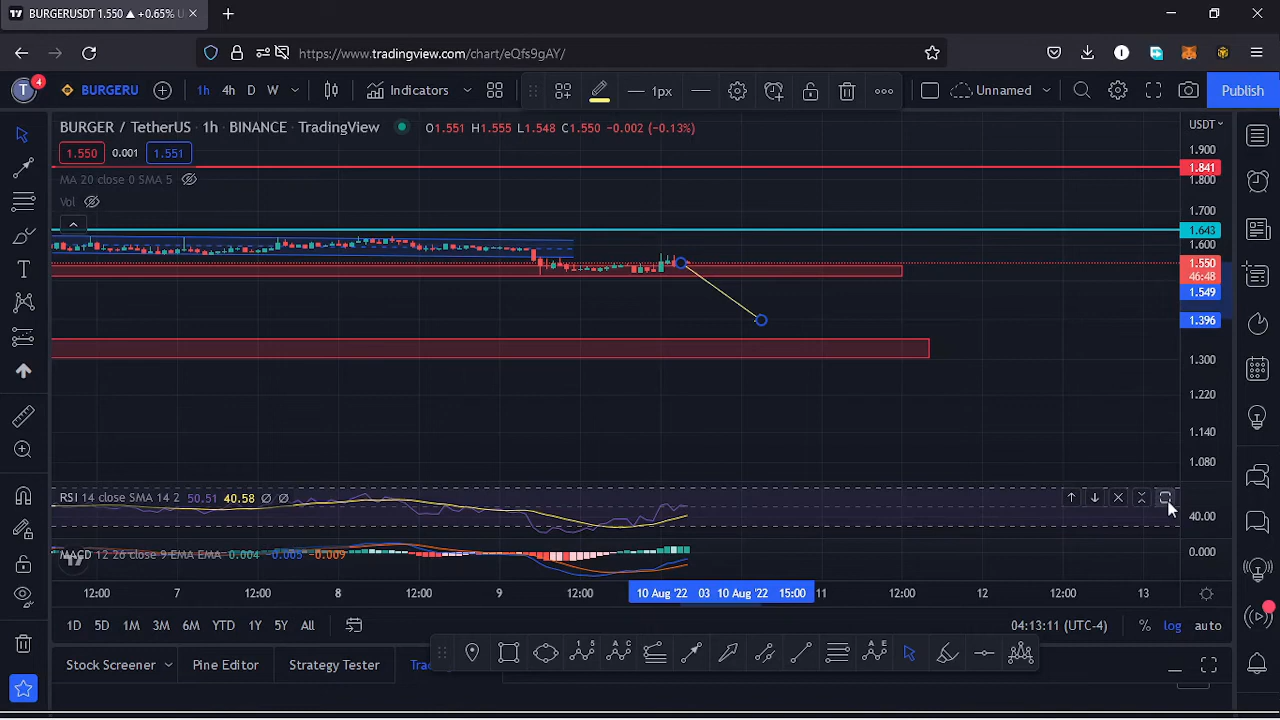 BURGERUSDT 1.550 ▲ +0.65% U
https://www.tradingview.com/chart/eQfs9gAY/
T 4 BURGERU 1h 4h D W Indicators 1px Unnamed Publish
BURGER / TetherUS · 1h · BINANCE · TradingView O1.551 H1.555 L1.548 C1.550 −0.002 (−0.13%) USDT
1.550 0.001 1.551
MA 20 close 0 SMA 5
Vol
1.900
1.841
1.800
1.700
1.643
1.600
1.550
46:48
1.549
1.396
1.300
1.220
1.140
1.080
RSI 14 close SMA 14 2 50.51 40.58 ∅ ∅
40.00
MACD 12 26 close 9 EMA EMA 0.004 −0.005 −0.009
0.000
12:00 7 12:00 8 12:00 9 12:00 10 Aug '22 03 10 Aug '22 15:00 11 12:00 12 12:00 13
1D 5D 1M 3M 6M YTD 1Y 5Y All 04:13:11 (UTC-4) % log auto
Stock Screener Pine Editor Strategy Tester Trad